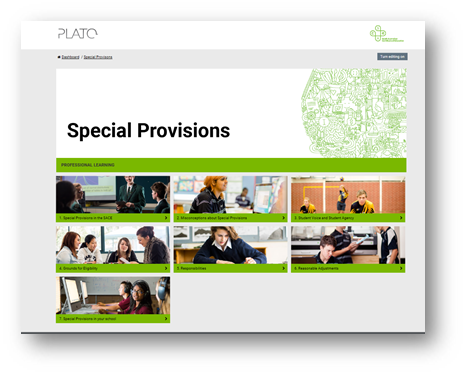 PLATO
Dashboard / Special Provisions
Turn editing on
Special Provisions
PROFESSIONAL LEARNING
1. Special Provisions in the SACE
2. Misconceptions about Special Provisions
3. Student Voice and Student Agency
4. Grounds for Eligibility
5. Responsibilities
6. Reasonable Adjustments
7. Special Provisions in your school